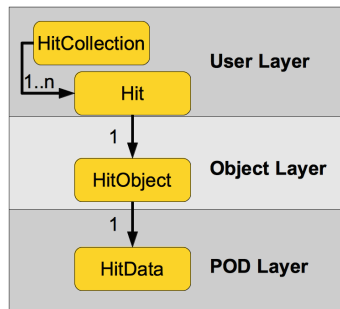 HitCollection
User Layer
1..n
Hit
1
HitObject
Object Layer
1
HitData
POD Layer